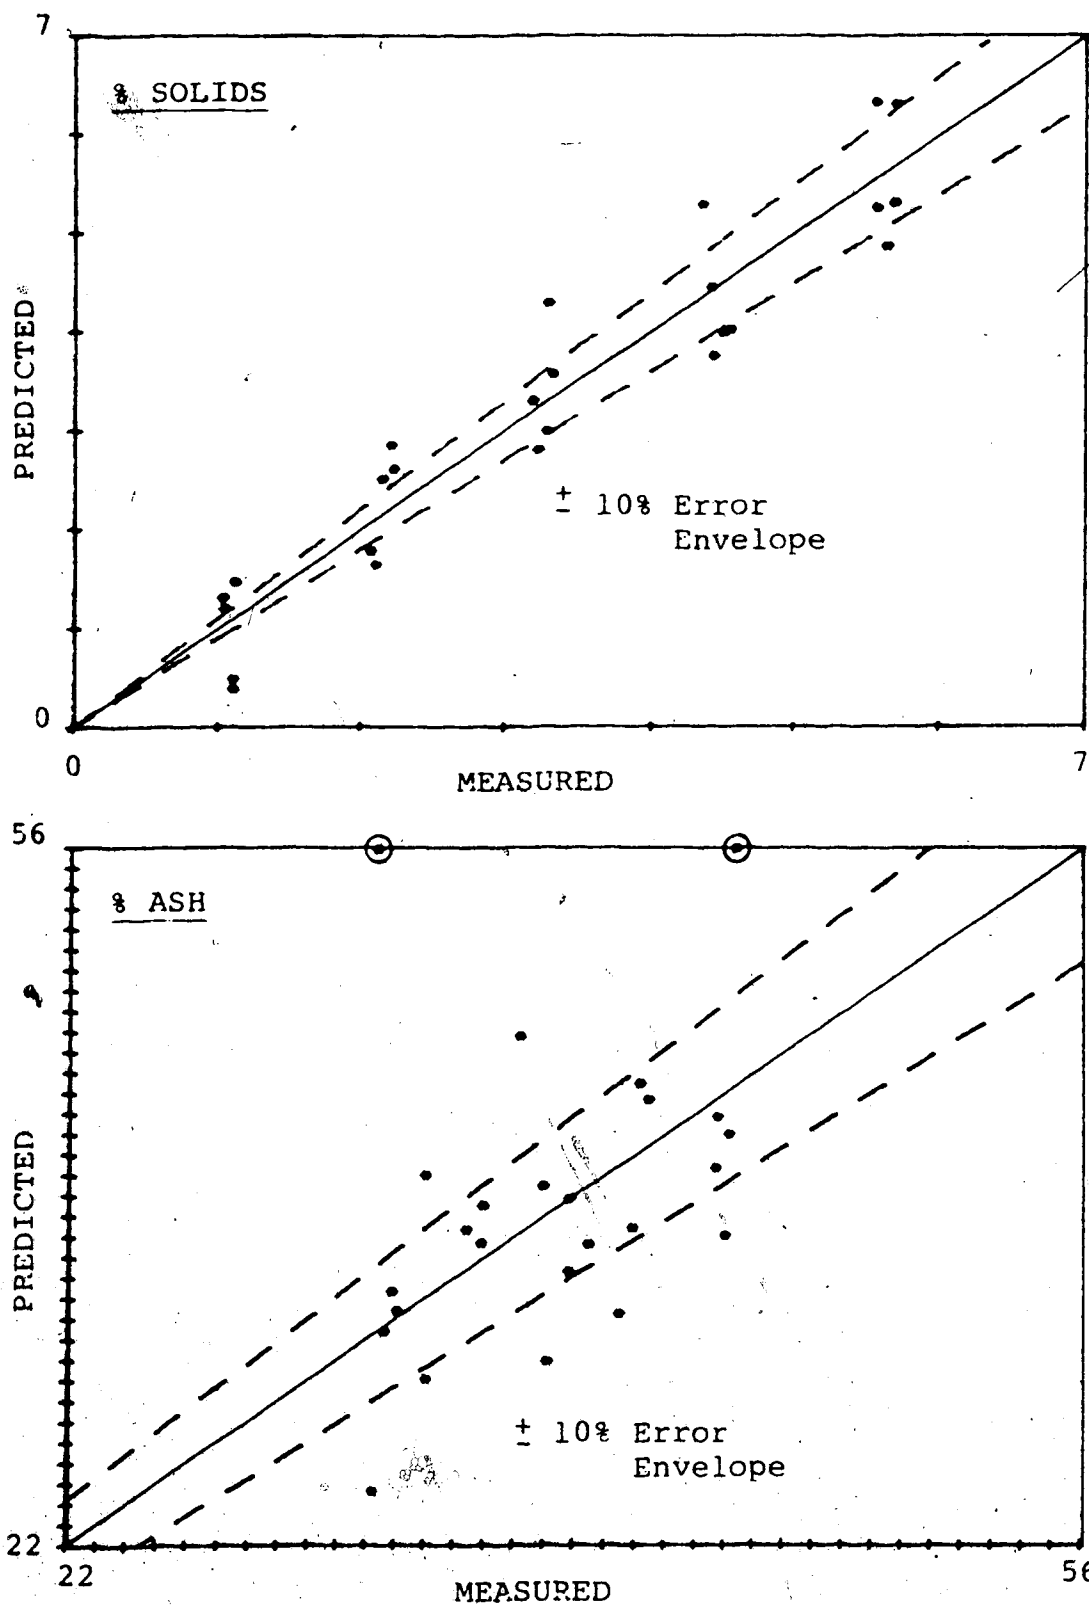 7
% SOLIDS
PREDICTED
± 10% Error
Envelope
0
0
7
MEASURED
56
% ASH
PREDICTED
± 10% Error
Envelope
22
22
56
MEASURED